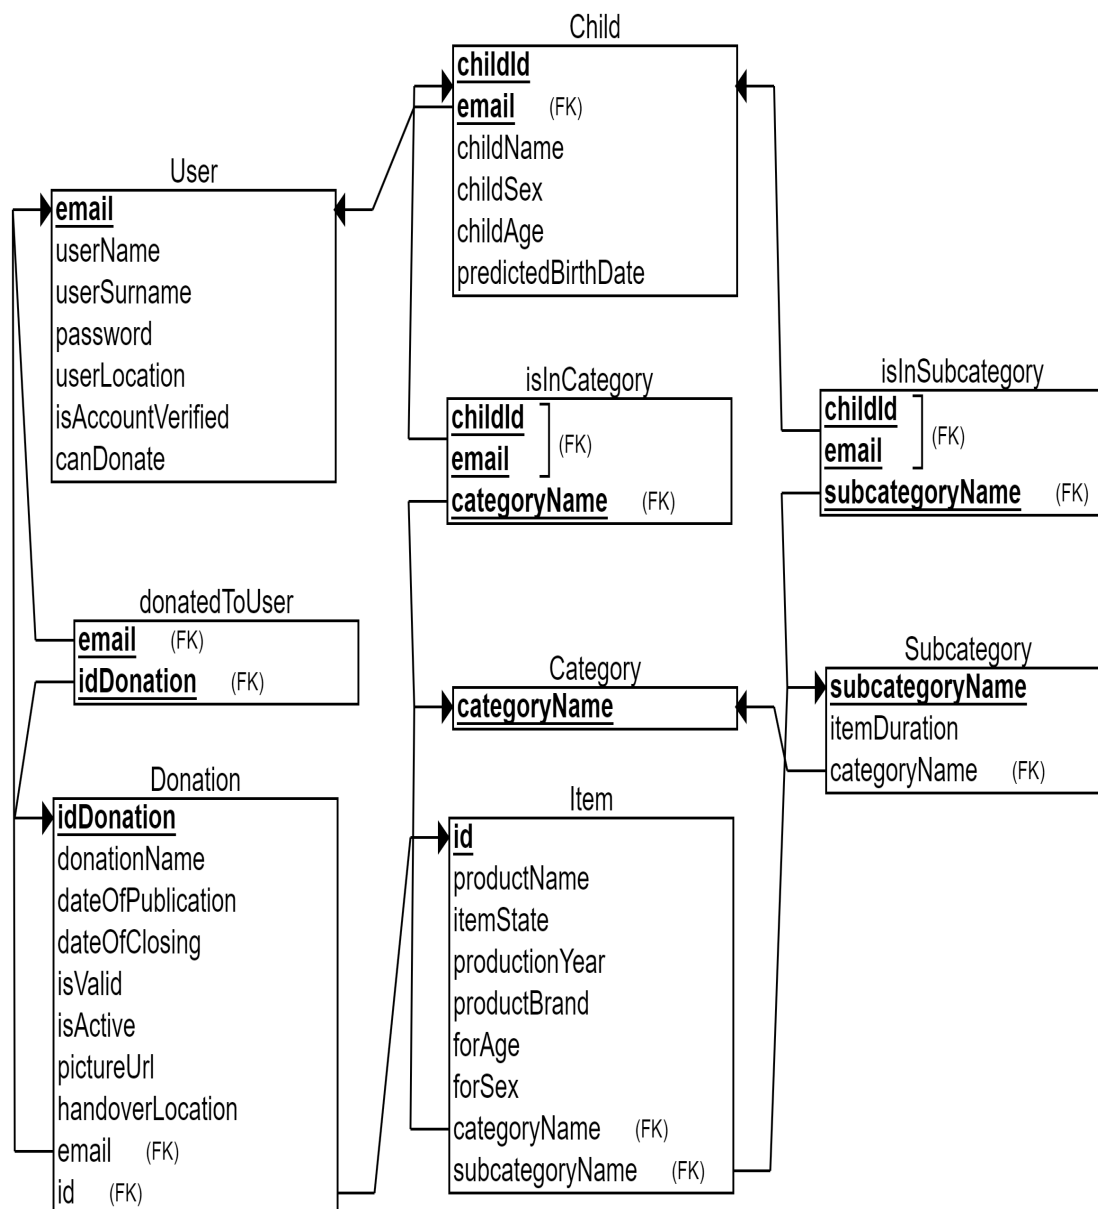 Child
childId
email (FK)
childName
childSex
childAge
predictedBirthDate
User
email
userName
userSurname
password
userLocation
isAccountVerified
canDonate
isInCategory
childId
email
(FK)
categoryName (FK)
isInSubcategory
childId
email
(FK)
subcategoryName (FK)
donatedToUser
email (FK)
idDonation (FK)
Category
categoryName
Subcategory
subcategoryName
itemDuration
categoryName (FK)
Donation
idDonation
donationName
dateOfPublication
dateOfClosing
isValid
isActive
pictureUrl
handoverLocation
email (FK)
id (FK)
Item
id
productName
itemState
productionYear
productBrand
forAge
forSex
categoryName (FK)
subcategoryName (FK)